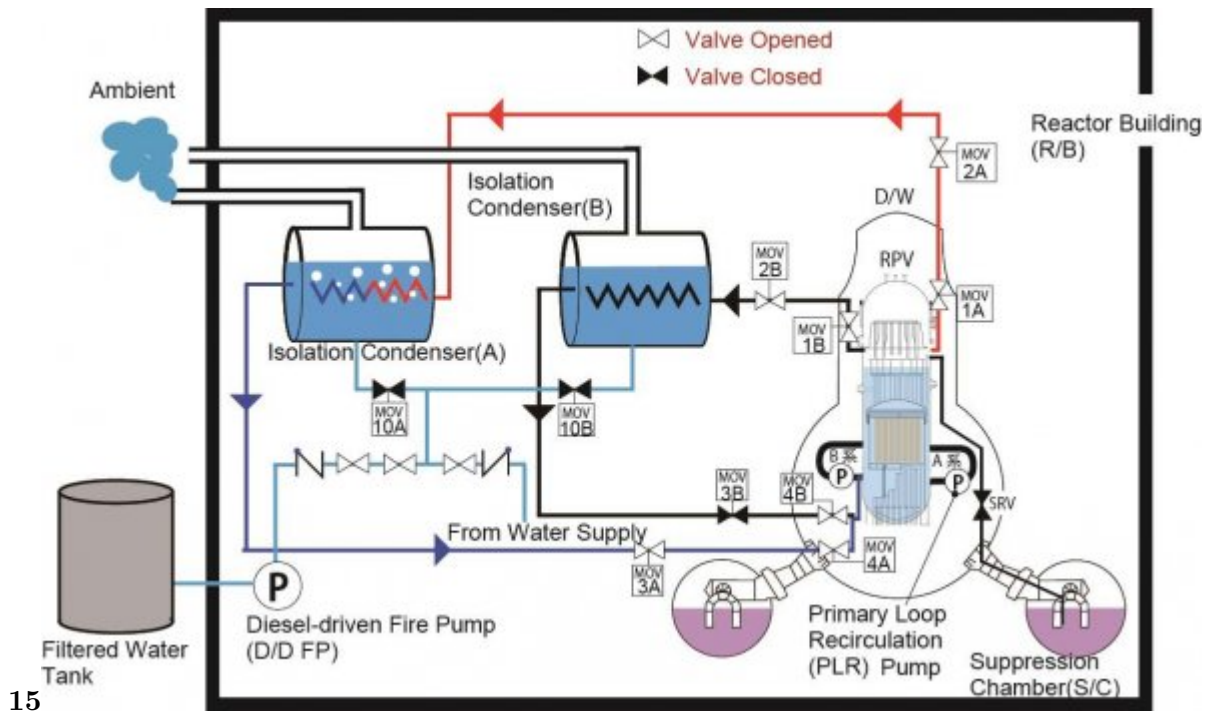 Valve Opened
Valve Closed
Ambient
Reactor Building
(R/B)
MOV
2A
Isolation
Condenser(B)
D/W
MOV
2B
RPV
MOV
1A
MOV
1B
Isolation Condenser(A)
MOV
10A
MOV
10B
B 系
A 系
P
P
MOV
3B
MOV
4B
SRV
From Water Supply
MOV
3A
MOV
4A
P
Diesel-driven Fire Pump
(D/D FP)
Filtered Water
Tank
Primary Loop
Recirculation
(PLR) Pump
Suppression
Chamber(S/C)
15